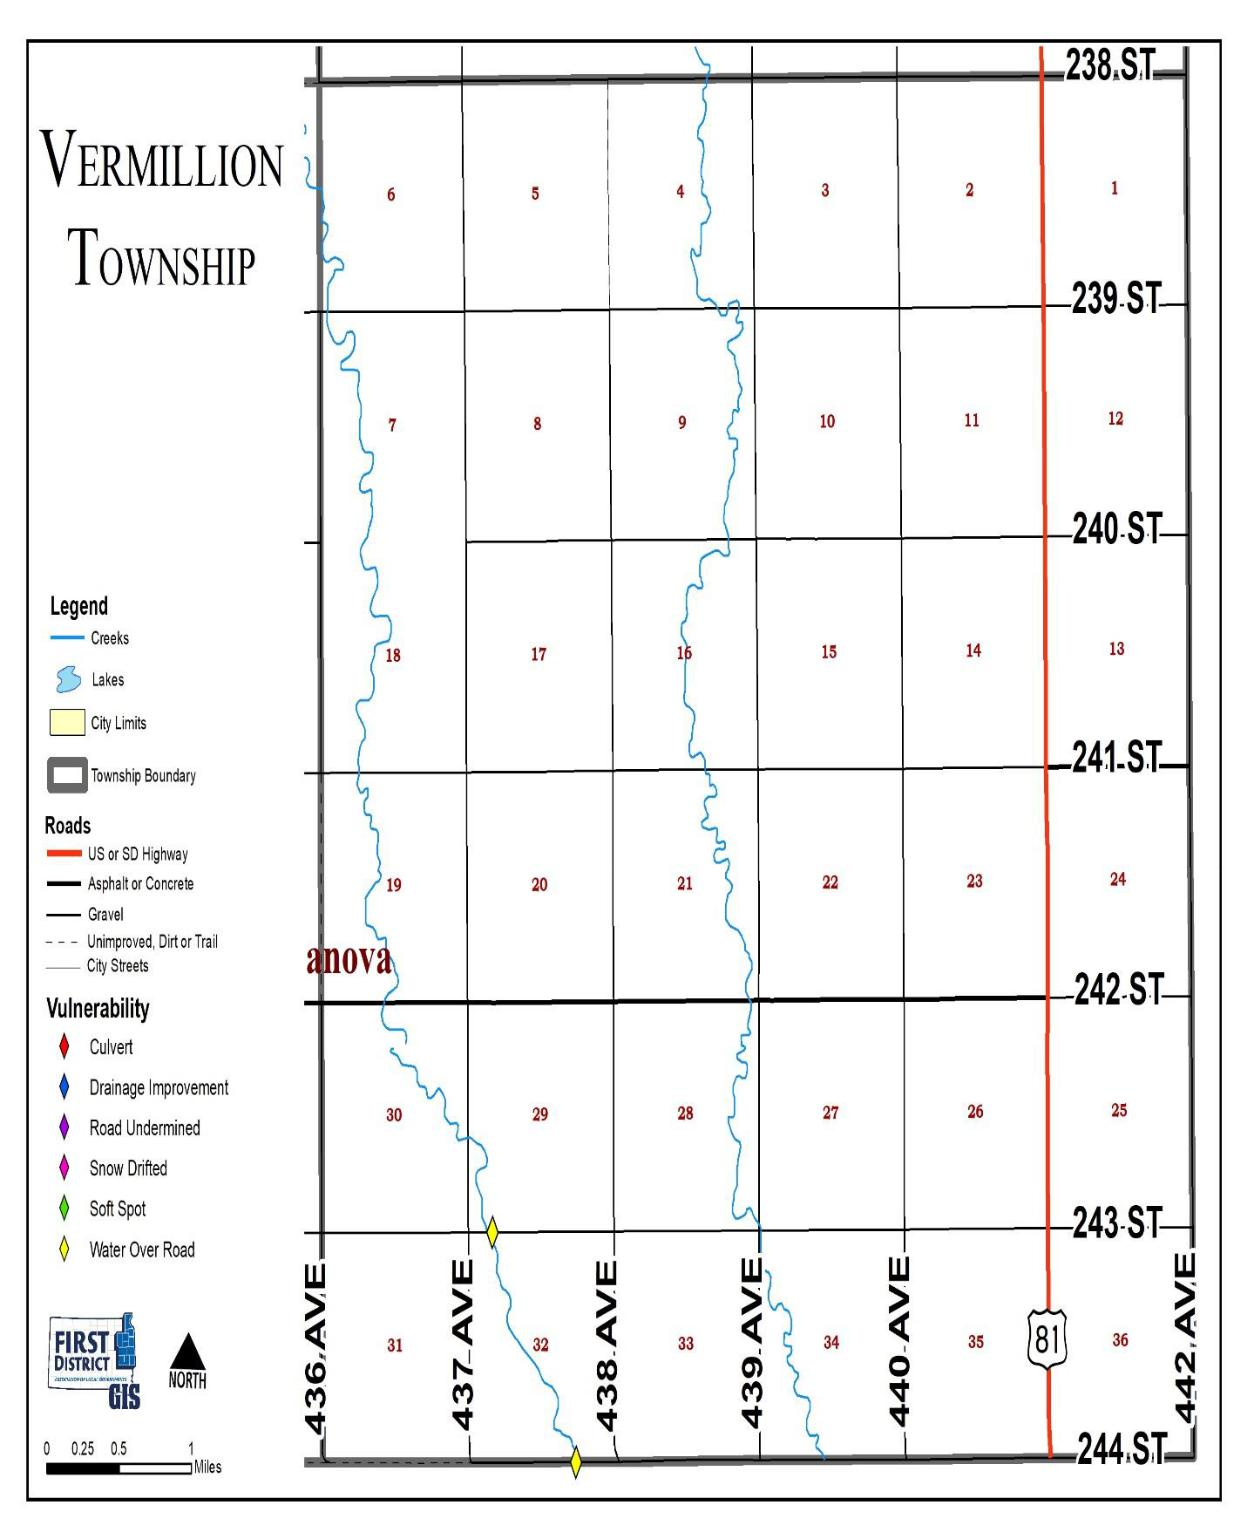 VERMILLION
TOWNSHIP
Legend
Creeks
Lakes
City Limits
Township Boundary
Roads
US or SD Highway
Asphalt or Concrete
Gravel
Unimproved, Dirt or Trail
City Streets
Vulnerability
Culvert
Drainage Improvement
Road Undermined
Snow Drifted
Soft Spot
Water Over Road
FIRST
DISTRICT
GIS
NORTH
0 0.25 0.5 1
Miles
238 ST
6 5 4 3 2 1
239 ST
7 8 9 10 11 12
240 ST
18 17 16 15 14 13
241 ST
19 20 21 22 23 24
anova
242 ST
30 29 28 27 26 25
243 ST
436 AVE
437 AVE
438 AVE
439 AVE
440 AVE
442 AVE
31 32 33 34 35 36
81
244 ST